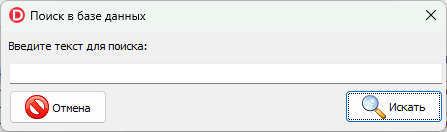 Поиск в базе данных
Введите текст для поиска:
Отмена
Искать